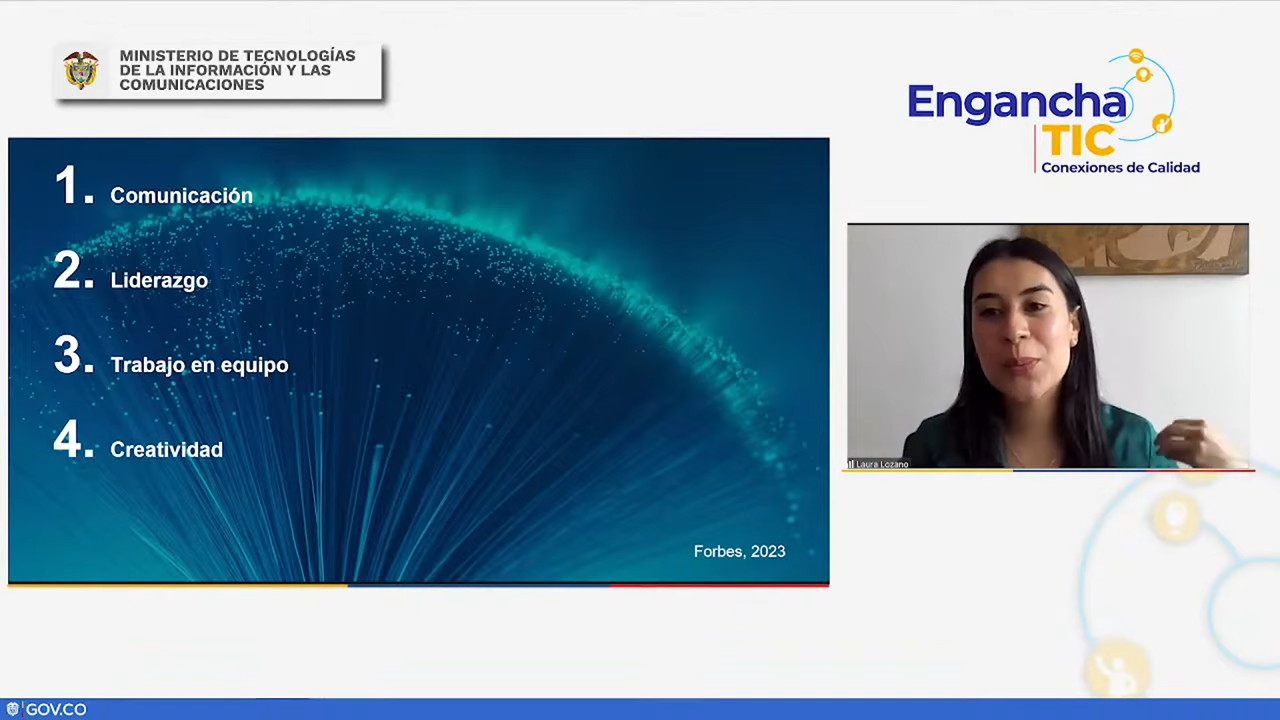 MINISTERIO DE TECNOLOGÍAS
DE LA INFORMACIÓN Y LAS
COMUNICACIONES
Engancha
TIC
Conexiones de Calidad
1. Comunicación
2. Liderazgo
3. Trabajo en equipo
4. Creatividad
Forbes, 2023
Laura Lozano
GOV.CO